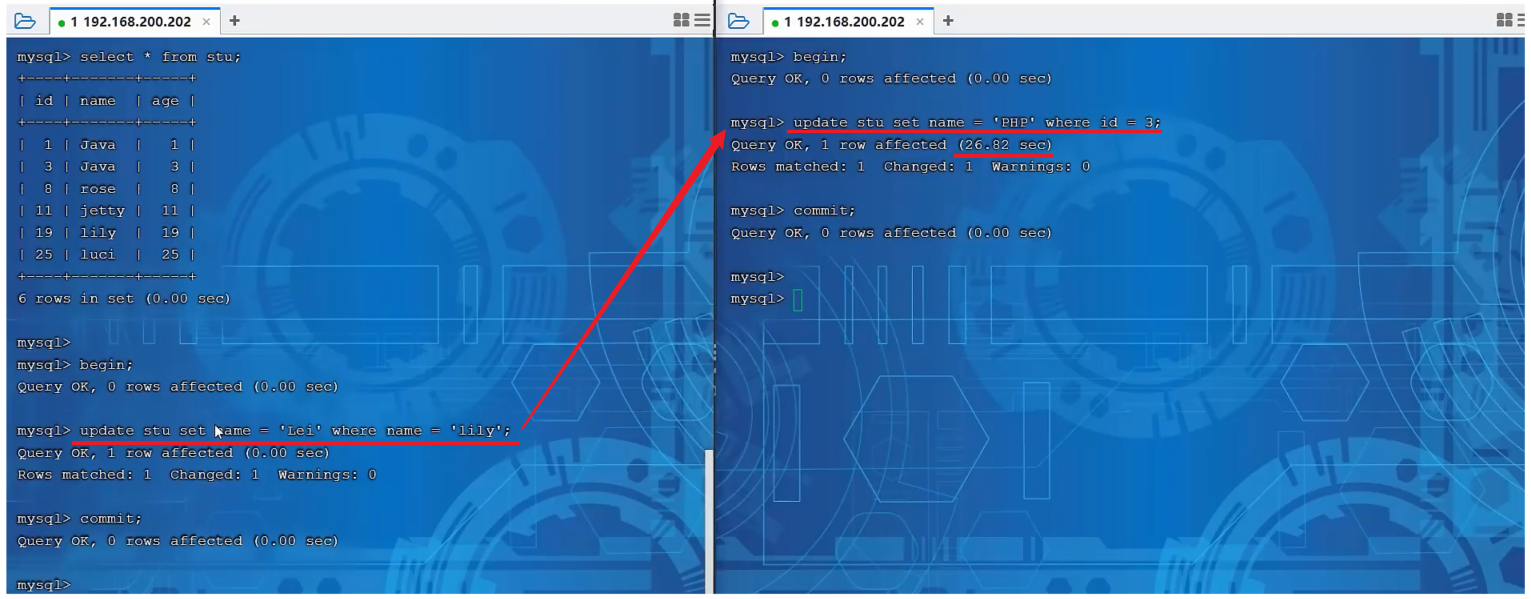 1 192.168.200.202 × +
mysql> select * from stu;
+----+-------+-----+
| id | name  | age |
+----+-------+-----+
|  1 | Java  |   1 |
|  3 | Java  |   3 |
|  8 | rose  |   8 |
| 11 | jetty |  11 |
| 19 | lily  |  19 |
| 25 | luci  |  25 |
+----+-------+-----+
6 rows in set (0.00 sec)
mysql>
mysql> begin;
Query OK, 0 rows affected (0.00 sec)
mysql> update stu set name = 'Lei' where name = 'lily';
Query OK, 1 row affected (0.00 sec)
Rows matched: 1  Changed: 1  Warnings: 0
mysql> commit;
Query OK, 0 rows affected (0.00 sec)
mysql>
1 192.168.200.202 × +
mysql> begin;
Query OK, 0 rows affected (0.00 sec)
mysql> update stu set name = 'PHP' where id = 3;
Query OK, 1 row affected (26.82 sec)
Rows matched: 1  Changed: 1  Warnings: 0
mysql> commit;
Query OK, 0 rows affected (0.00 sec)
mysql>
mysql>